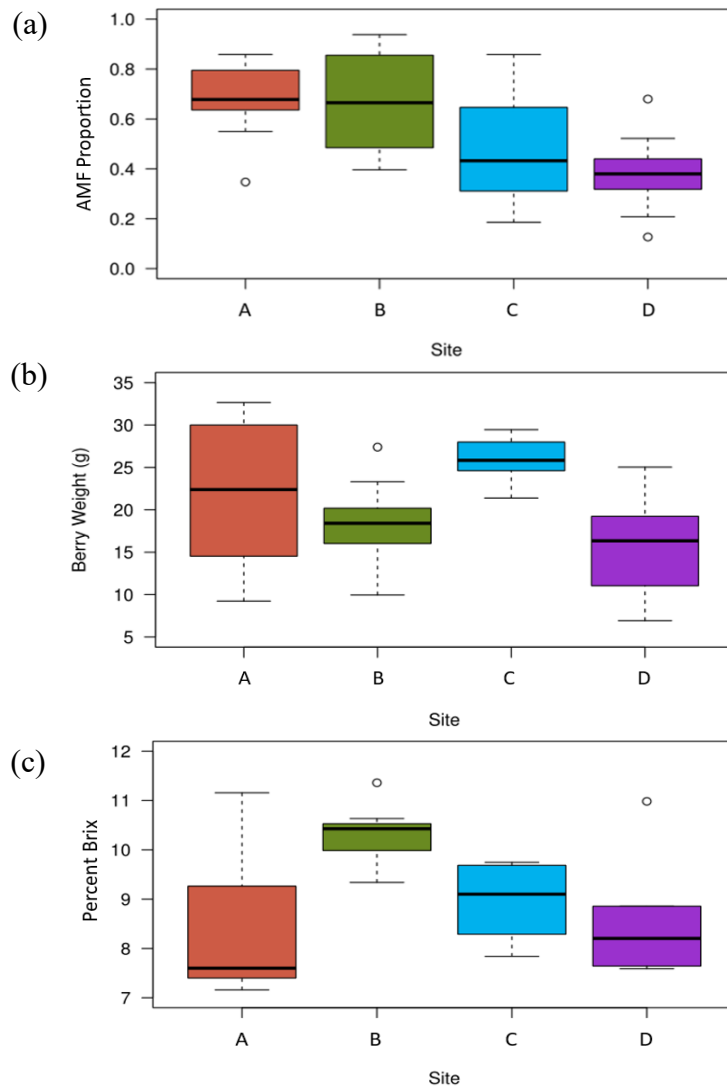 (a)
1.0
0.8
0.6
0.4
0.2
0.0
AMF Proportion
A B C D
Site
(b)
35
30
25
20
15
10
5
Berry Weight (g)
A B C D
Site
(c)
12
11
10
9
8
7
Percent Brix
A B C D
Site